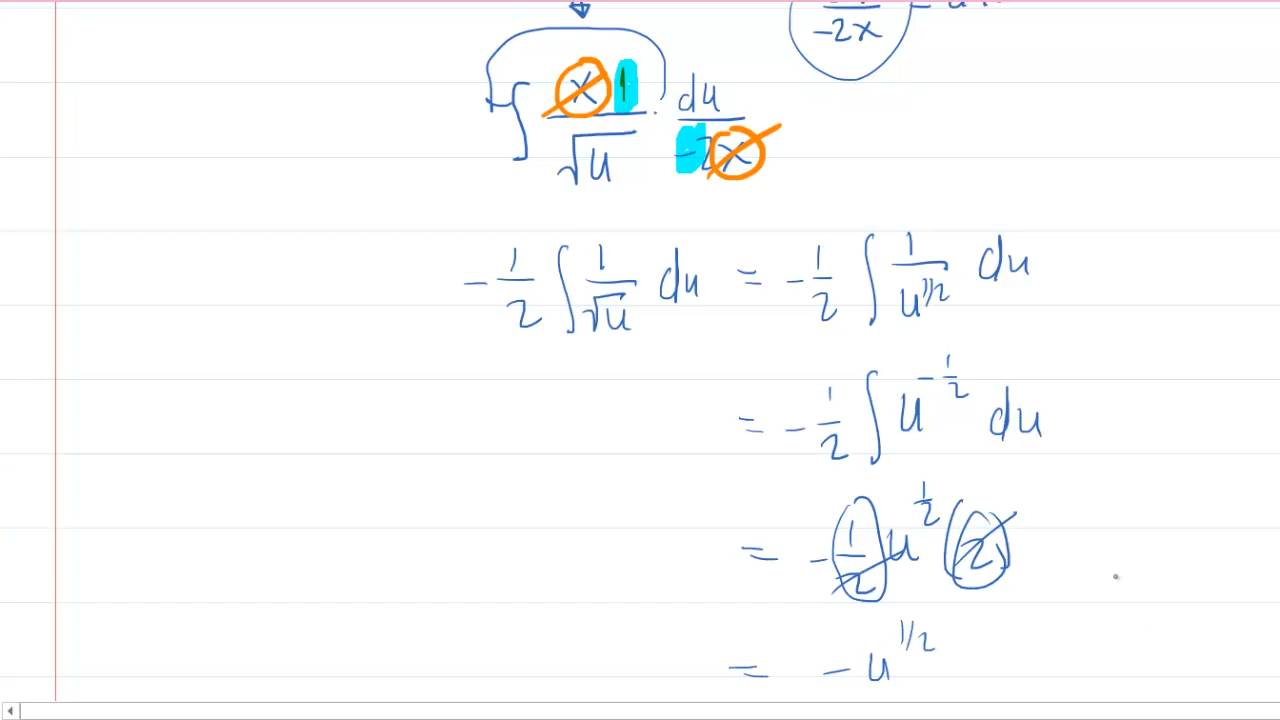 -2x
∫ x 1 / √u · du / -2x
- 1/2 ∫ 1/√u du = - 1/2 ∫ 1/u^1/2 du
= - 1/2 ∫ u^-1/2 du
= - 1/2 u^1/2 (2)
= - u^1/2